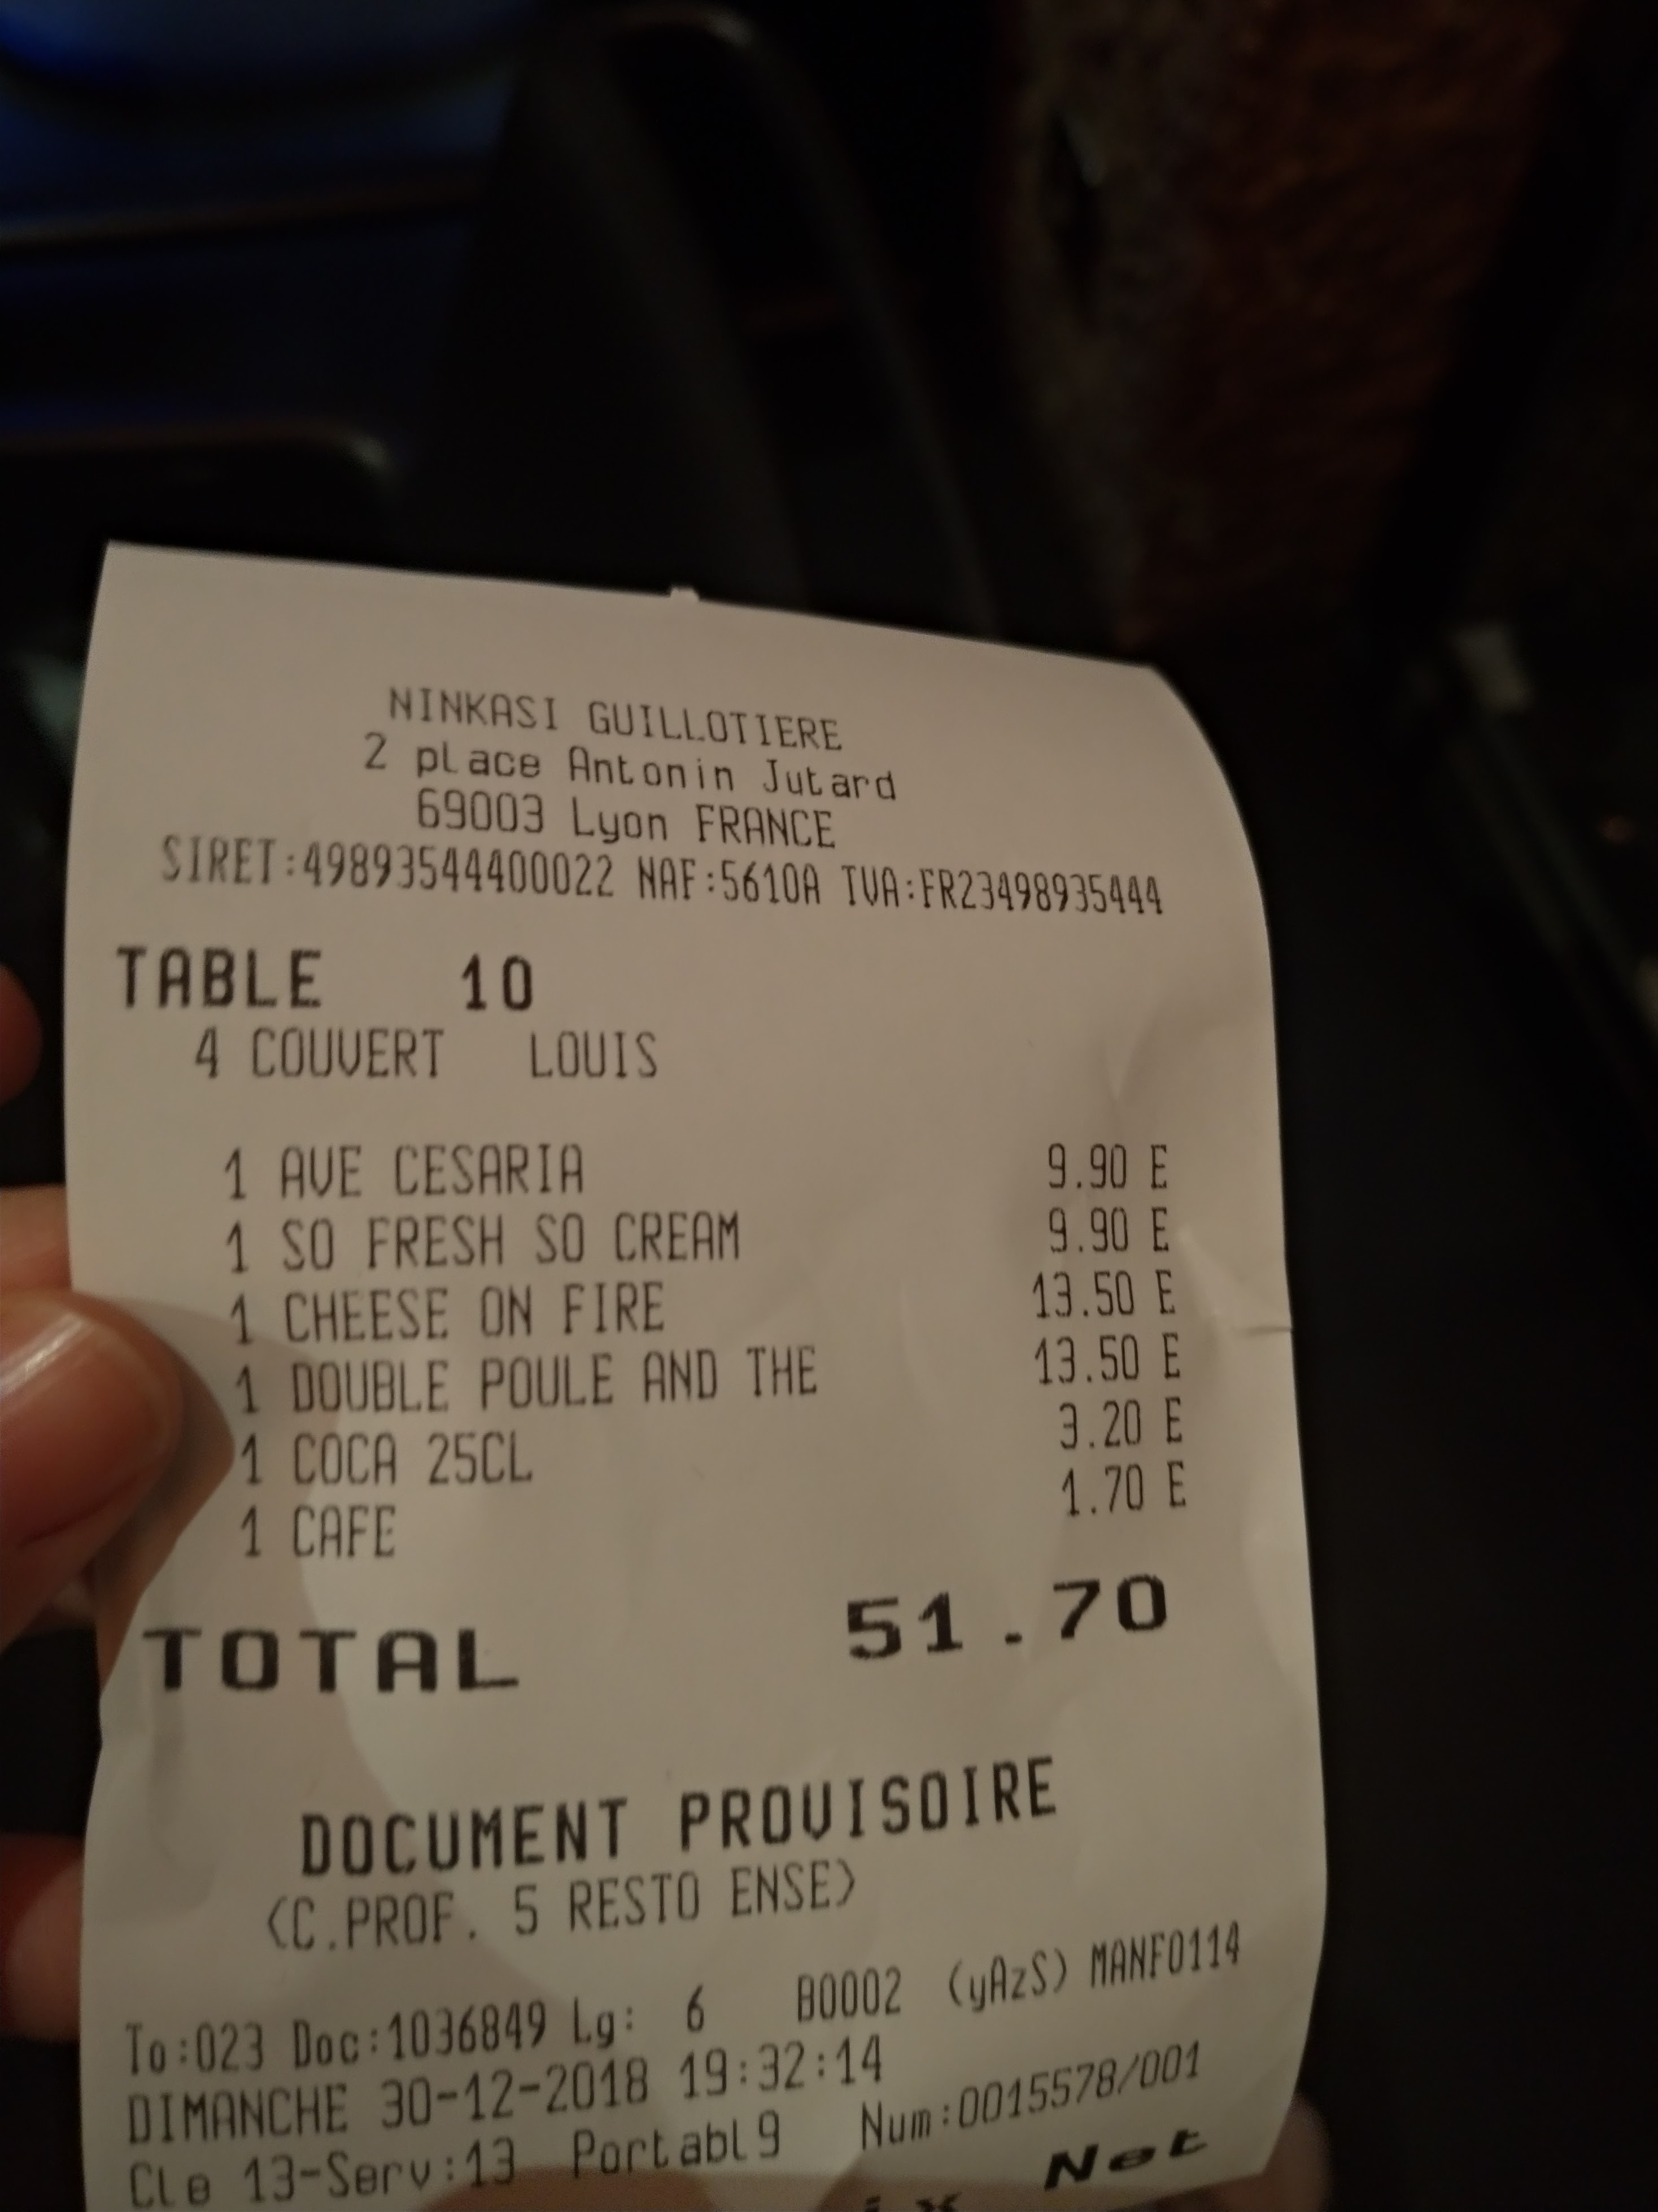 NINKASI GUILLOTIERE
2 place Antonin Jutard
69003 Lyon FRANCE
SIRET:49893544400022 NAF:5610A TVA:FR23498935444
TABLE 10
4 COUVERT LOUIS
1 AVE CESARIA 9.90 E
1 SO FRESH SO CREAM 9.90 E
1 CHEESE ON FIRE 13.50 E
1 DOUBLE POULE AND THE 13.50 E
1 COCA 25CL 3.20 E
1 CAFE 1.70 E
TOTAL 51.70
DOCUMENT PROVISOIRE
<C.PROF. 5 RESTO ENSE>
To:023 Doc:1036849 Lg: 6 B0002 (yAzS) MANF0114
DIMANCHE 30-12-2018 19:32:14
Cle 13-Serv:13 Portabl9 Num:0015578/001
Net